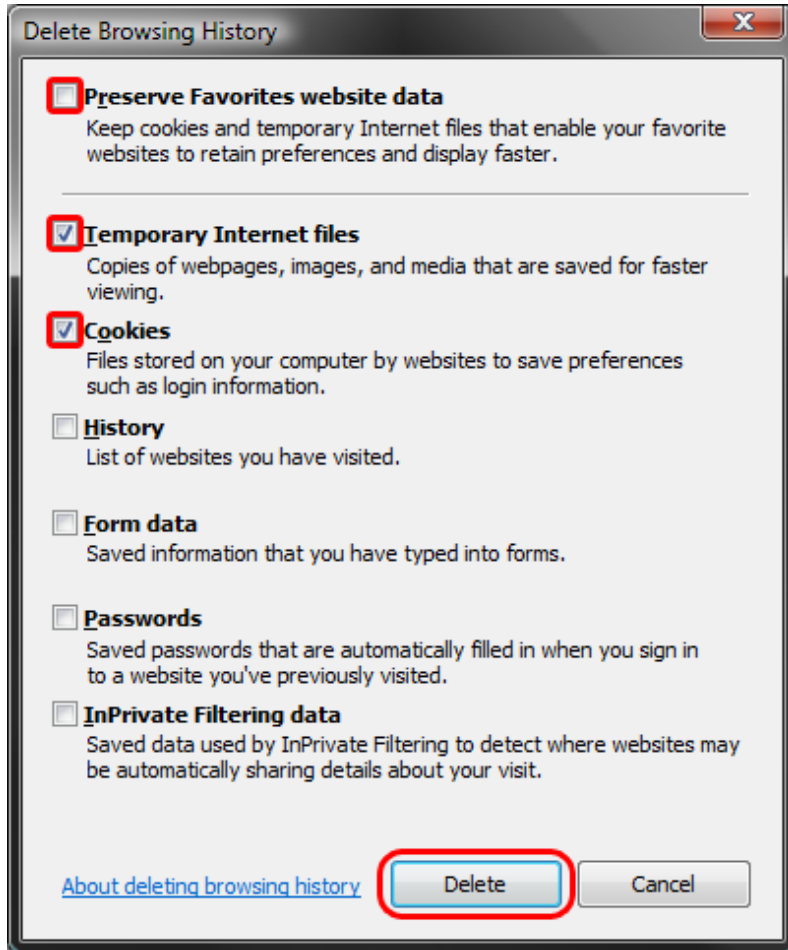 Delete Browsing History
X
Preserve Favorites website data
Keep cookies and temporary Internet files that enable your favorite
websites to retain preferences and display faster.
Temporary Internet files
Copies of webpages, images, and media that are saved for faster
viewing.
Cookies
Files stored on your computer by websites to save preferences
such as login information.
History
List of websites you have visited.
Form data
Saved information that you have typed into forms.
Passwords
Saved passwords that are automatically filled in when you sign in
to a website you've previously visited.
InPrivate Filtering data
Saved data used by InPrivate Filtering to detect where websites may
be automatically sharing details about your visit.
About deleting browsing history
Delete
Cancel